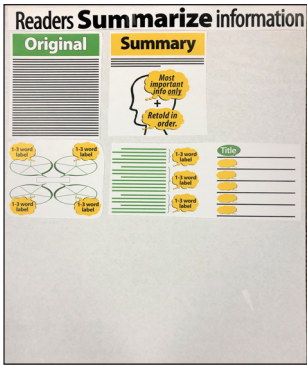 Readers Summarize information
Original
Summary
Most
important
info only
+
Retold in
order.
1-3 word
label
1-3 word
label
1-3 word
label
1-3 word
label
1-3 word
label
1-3 word
label
1-3 word
label
Title